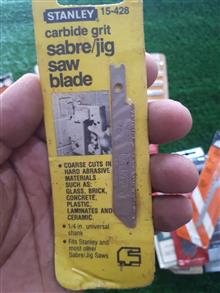 STANLEY 15-428
carbide grit
sabre/jig
saw
blade
• COARSE CUTS IN
HARD ABRASIVE
MATERIALS
SUCH AS:
GLASS, BRICK,
CONCRETE,
PLASTIC,
LAMINATES AND
CERAMIC.
• 1/4 in. universal
shank
• Fits Stanley and
most other
Sabre/Jig Saws